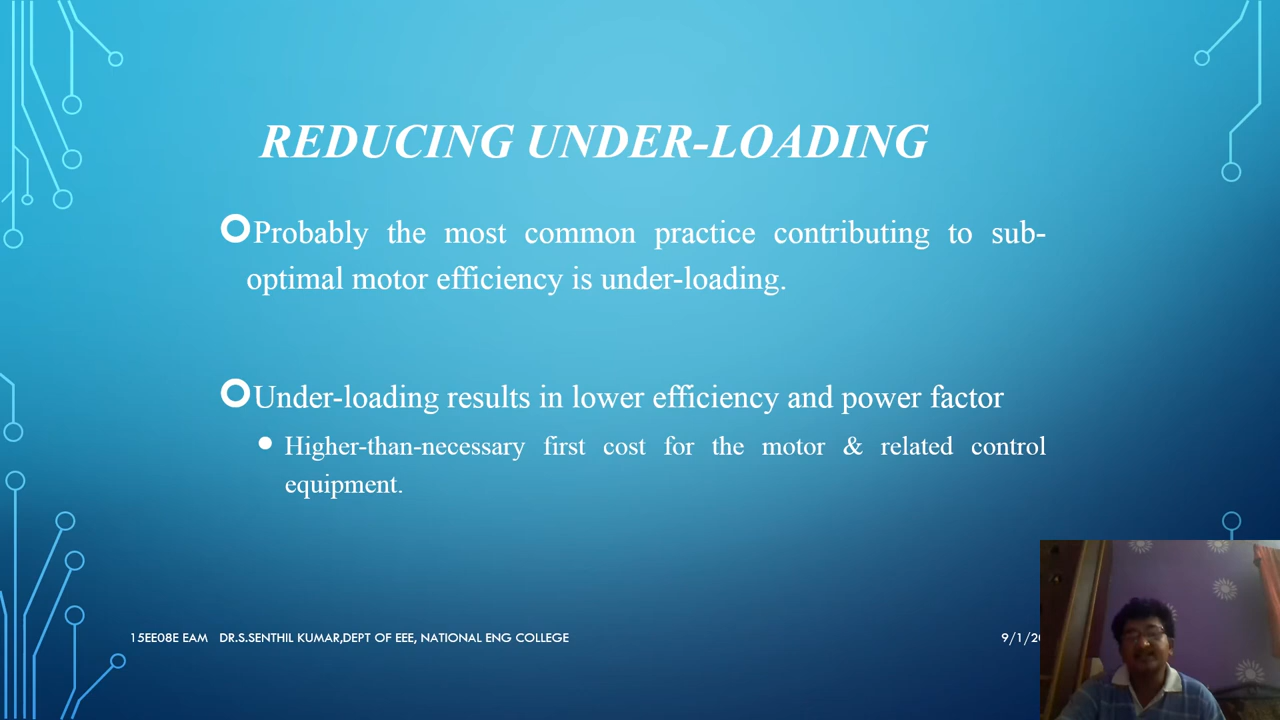 REDUCING UNDER-LOADING
Probably the most common practice contributing to sub-
optimal motor efficiency is under-loading.
Under-loading results in lower efficiency and power factor
Higher-than-necessary first cost for the motor & related control
equipment.
15EE08E EAM DR.S.SENTHIL KUMAR,DEPT OF EEE, NATIONAL ENG COLLEGE